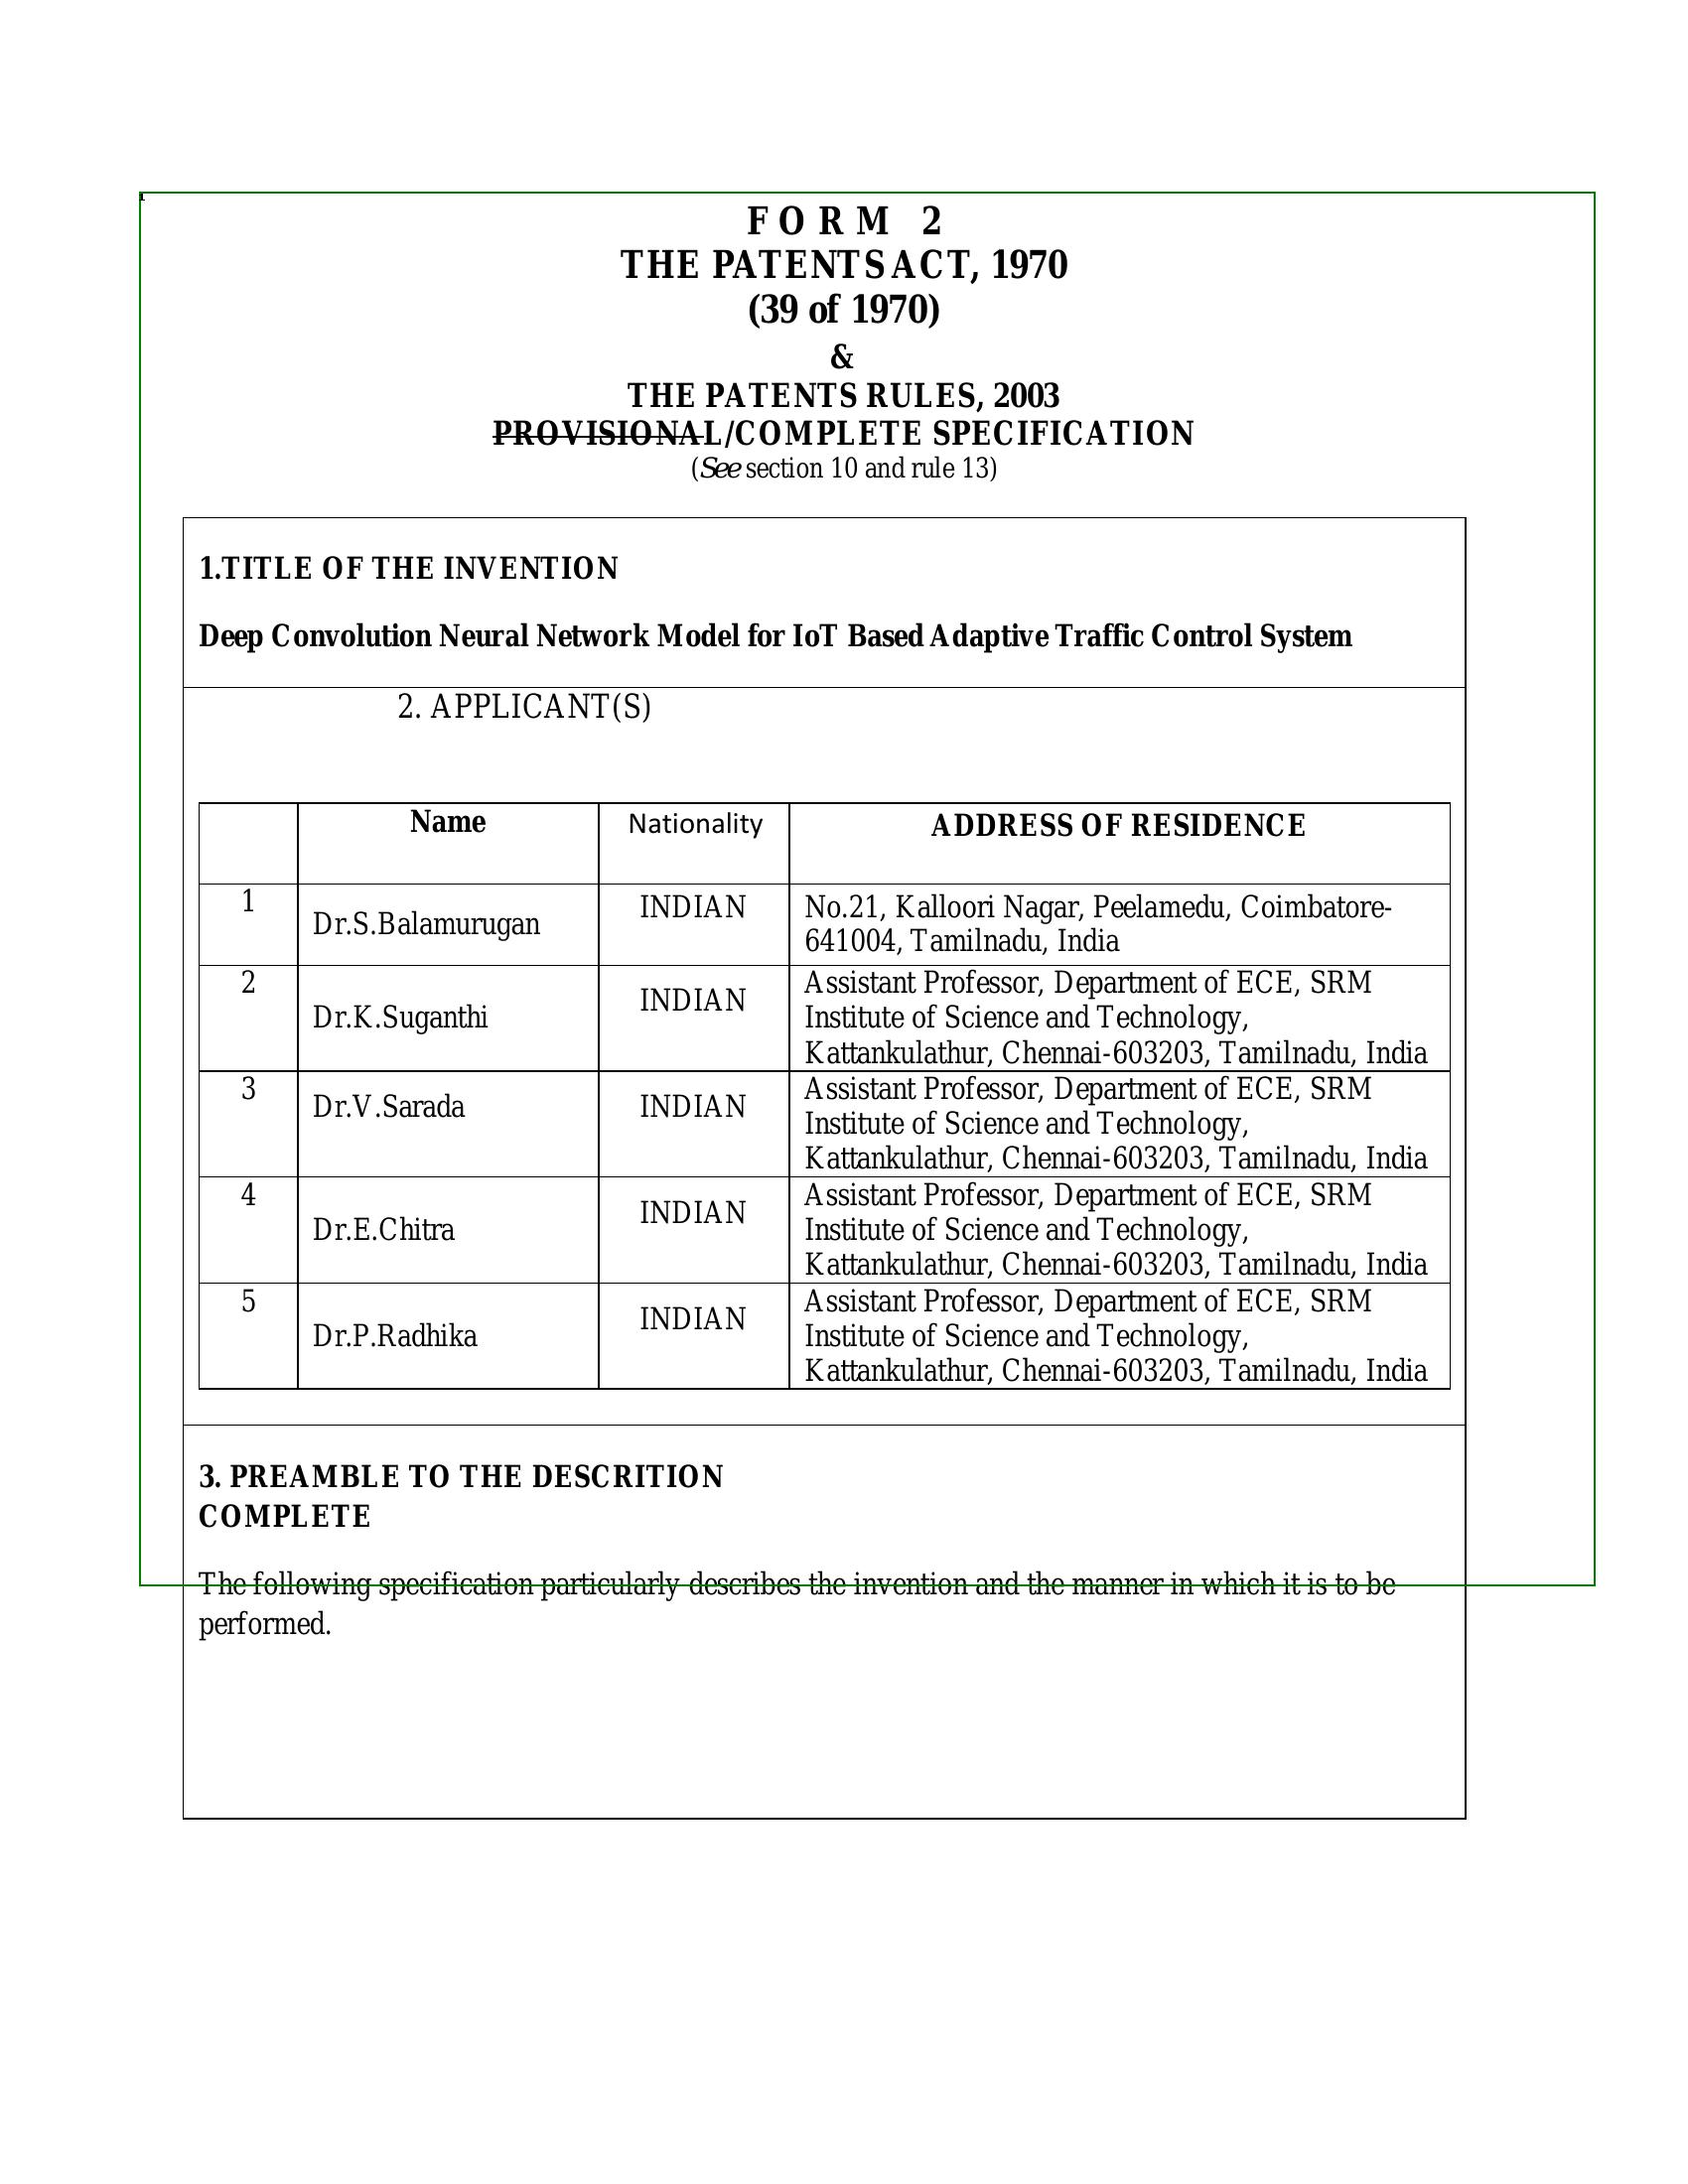 FORM 2
THE PATENTS ACT, 1970
(39 of 1970)
&
THE PATENTS RULES, 2003
PROVISIONAL/COMPLETE SPECIFICATION
(See section 10 and rule 13)
1.TITLE OF THE INVENTION
Deep Convolution Neural Network Model for IoT Based Adaptive Traffic Control System
2. APPLICANT(S)
Name Nationality ADDRESS OF RESIDENCE
1 Dr.S.Balamurugan INDIAN No.21, Kalloori Nagar, Peelamedu, Coimbatore-
641004, Tamilnadu, India
2 Dr.K.Suganthi INDIAN Assistant Professor, Department of ECE, SRM
Institute of Science and Technology,
Kattankulathur, Chennai-603203, Tamilnadu, India
3 Dr.V.Sarada INDIAN Assistant Professor, Department of ECE, SRM
Institute of Science and Technology,
Kattankulathur, Chennai-603203, Tamilnadu, India
4 Dr.E.Chitra INDIAN Assistant Professor, Department of ECE, SRM
Institute of Science and Technology,
Kattankulathur, Chennai-603203, Tamilnadu, India
5 Dr.P.Radhika INDIAN Assistant Professor, Department of ECE, SRM
Institute of Science and Technology,
Kattankulathur, Chennai-603203, Tamilnadu, India
3. PREAMBLE TO THE DESCRITION
COMPLETE
The following specification particularly describes the invention and the manner in which it is to be
performed.